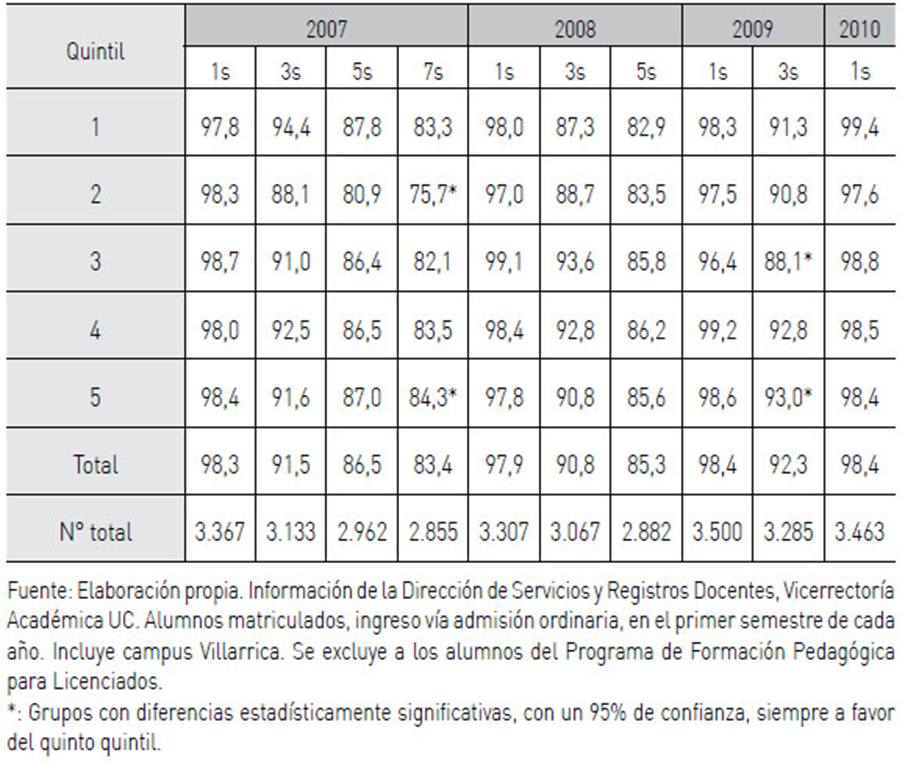 Quintil 2007 2008 2009 2010
1s 3s 5s 7s 1s 3s 5s 1s 3s 1s
1 97,8 94,4 87,8 83,3 98,0 87,3 82,9 98,3 91,3 99,4
2 98,3 88,1 80,9 75,7* 97,0 88,7 83,5 97,5 90,8 97,6
3 98,7 91,0 86,4 82,1 99,1 93,6 85,8 96,4 88,1* 98,8
4 98,0 92,5 86,5 83,5 98,4 92,8 86,2 99,2 92,8 98,5
5 98,4 91,6 87,0 84,3* 97,8 90,8 85,6 98,6 93,0* 98,4
Total 98,3 91,5 86,5 83,4 97,9 90,8 85,3 98,4 92,3 98,4
N° total 3.367 3.133 2.962 2.855 3.307 3.067 2.882 3.500 3.285 3.463
Fuente: Elaboración propia. Información de la Dirección de Servicios y Registros Docentes, Vicerrectoría
Académica UC. Alumnos matriculados, ingreso vía admisión ordinaria, en el primer semestre de cada
año. Incluye campus Villarrica. Se excluye a los alumnos del Programa de Formación Pedagógica
para Licenciados.
*: Grupos con diferencias estadísticamente significativas, con un 95% de confianza, siempre a favor
del quinto quintil.